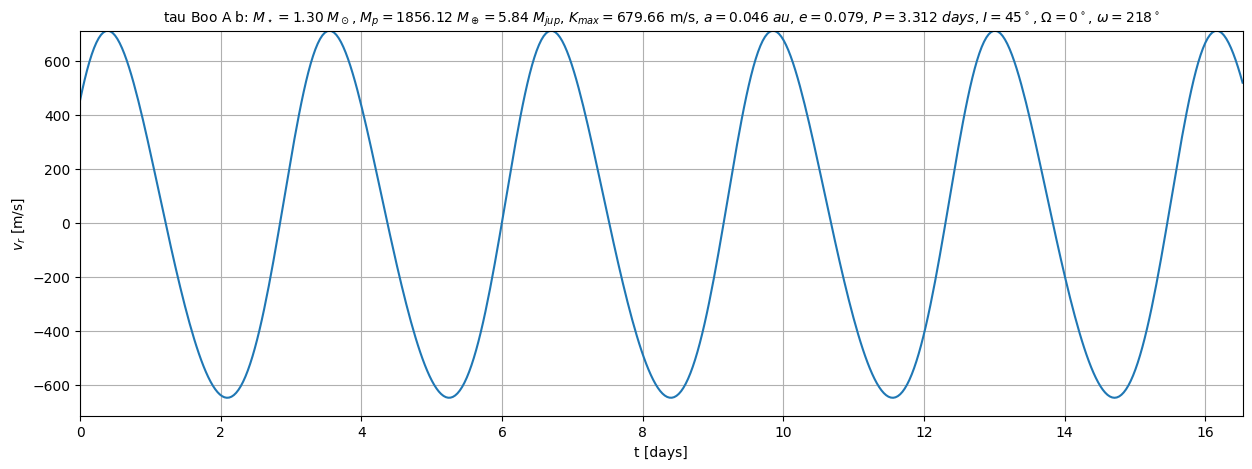 tau Boo A b: M⋆ = 1.30 M⊙, Mp = 1856.12 M⊕ = 5.84 Mjup, Kmax = 679.66 m/s, a = 0.046 au, e = 0.079, P = 3.312 days, I = 45°, Ω = 0°, ω = 218°
600
400
200
0
−200
−400
−600
vr [m/s]
0 2 4 6 8 10 12 14 16
t [days]